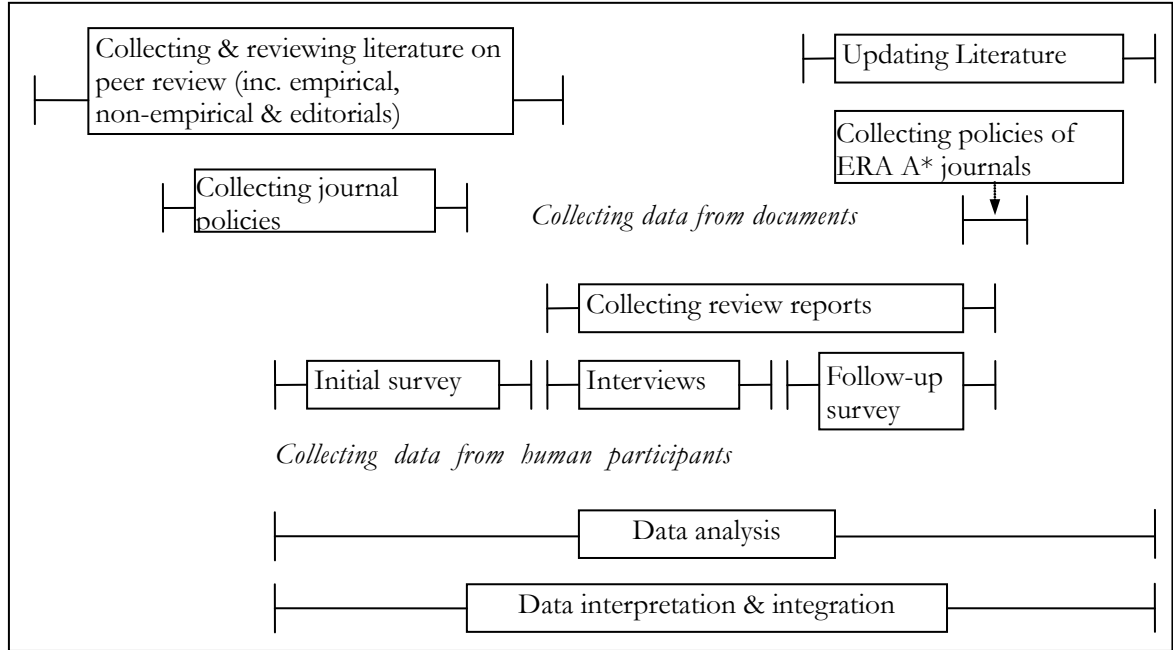 Collecting & reviewing literature on
peer review (inc. empirical,
non-empirical & editorials)
Updating Literature
Collecting policies of
ERA A* journals
Collecting journal
policies
Collecting data from documents
Collecting review reports
Initial survey
Interviews
Follow-up
survey
Collecting data from human participants
Data analysis
Data interpretation & integration